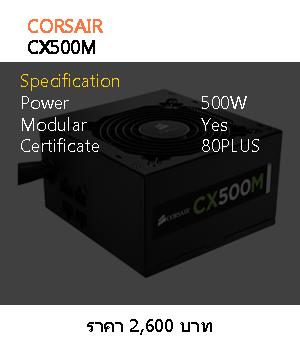 CORSAIR
CX500M
Specification
Power 500W
Modular Yes
Certificate 80PLUS
CORSAIR
CX500M
ราคา 2,600 บาท